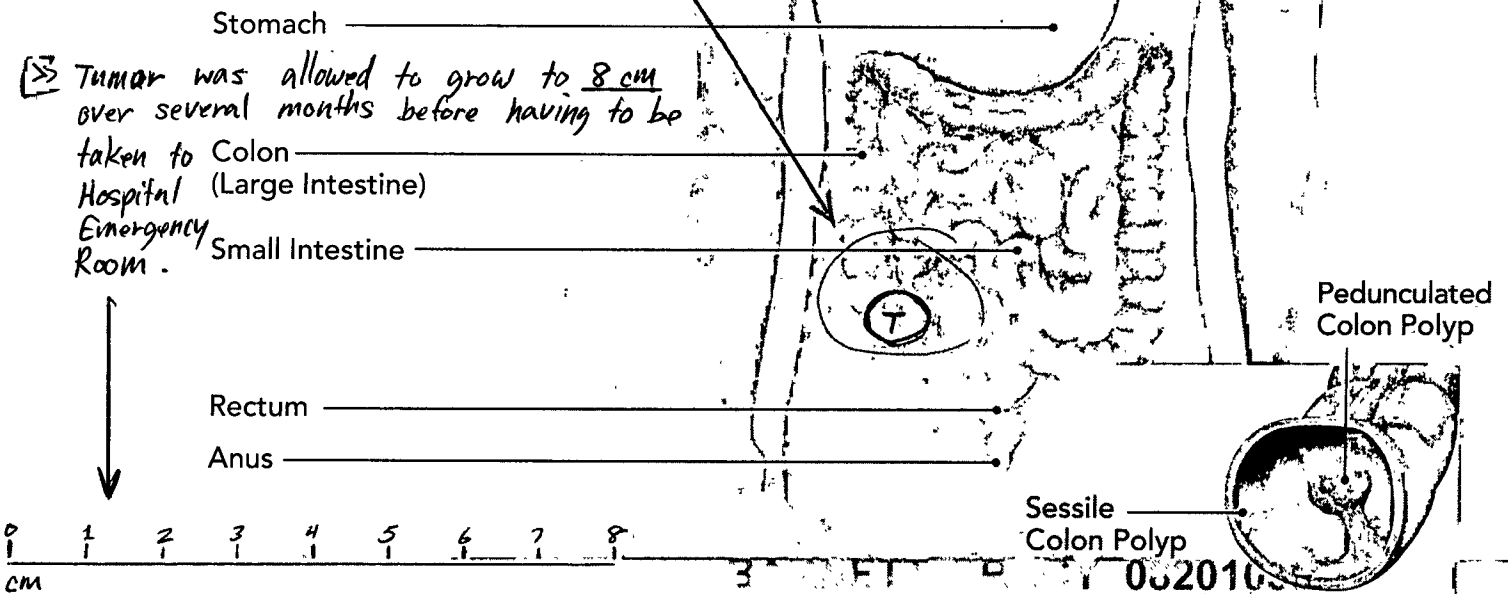 Stomach
Tumor was allowed to grow to 8 cm
over several months before having to be
taken to
Hospital
Emergency
Room.
Colon
(Large Intestine)
Small Intestine
T
Rectum
Anus
Pedunculated
Colon Polyp
Sessile
Colon Polyp
0 1 2 3 4 5 6 7 8
cm